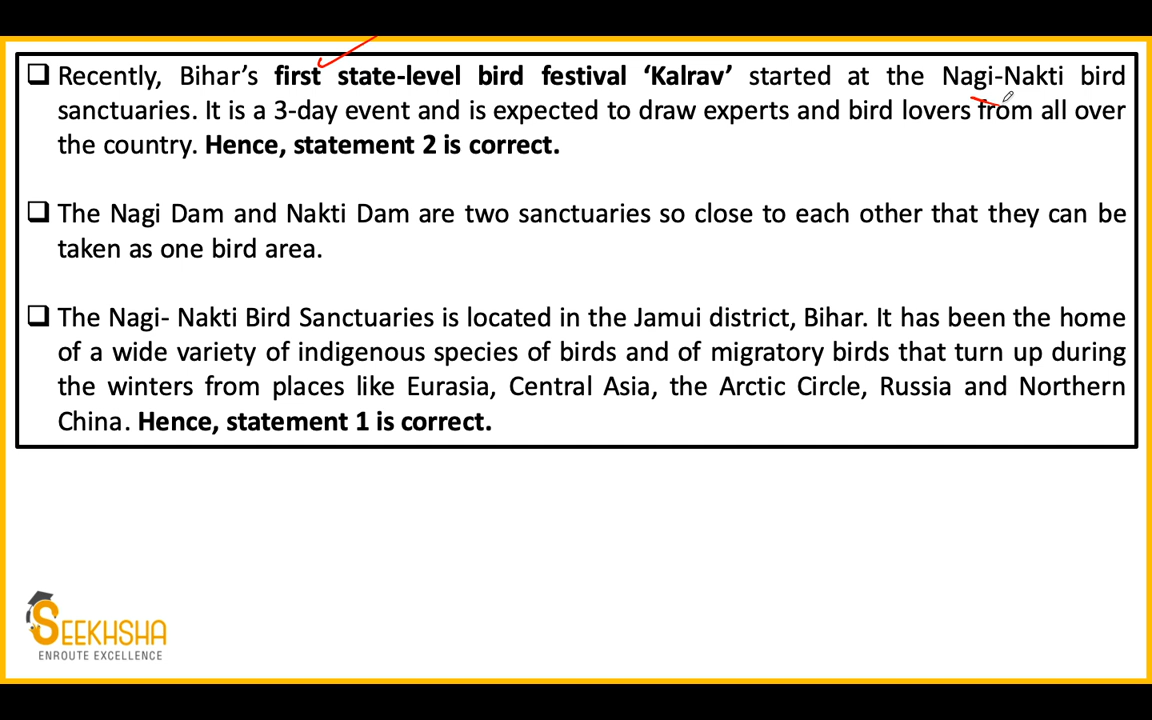 Recently, Bihar's first state-level bird festival 'Kalrav' started at the Nagi-Nakti bird
sanctuaries. It is a 3-day event and is expected to draw experts and bird lovers from all over
the country. Hence, statement 2 is correct.
The Nagi Dam and Nakti Dam are two sanctuaries so close to each other that they can be
taken as one bird area.
The Nagi- Nakti Bird Sanctuaries is located in the Jamui district, Bihar. It has been the home
of a wide variety of indigenous species of birds and of migratory birds that turn up during
the winters from places like Eurasia, Central Asia, the Arctic Circle, Russia and Northern
China. Hence, statement 1 is correct.
SEEKHSHA
ENROUTE EXCELLENCE